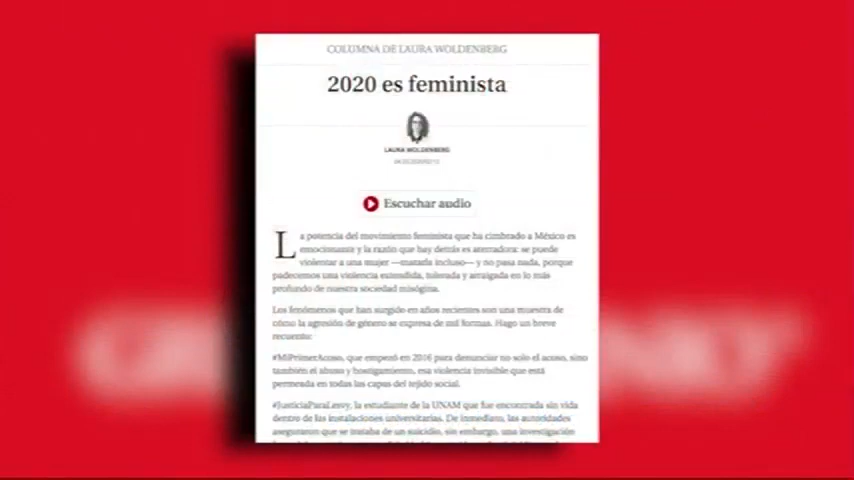 COLUMNA DE LAURA WOLDENBERG
2020 es feminista
LAURA WOLDENBERG
Escuchar audio
La potencia del movimiento feminista que ha cimbrado a México es
emocionante y la razón que hay detrás es aterradora: se puede
violentar a una mujer —matarla incluso— y no pasa nada, porque
padecemos una violencia extendida, tolerada y arraigada en lo más
profundo de nuestra sociedad misógina.
Los fenómenos que han surgido en años recientes son una muestra de
cómo la agresión de género se expresa de mil formas. Hago un breve
recuento:
#MiPrimerAcoso, que empezó en 2016 para denunciar no solo el acoso, sino
también el abuso y hostigamiento, esa violencia invisible que está
permeada en todas las capas del tejido social.
#JusticiaParaLesvy, la estudiante de la UNAM que fue encontrada sin vida
dentro de las instalaciones universitarias. De inmediato, las autoridades
aseguraron que se trataba de un suicidio, sin embargo, una investigación